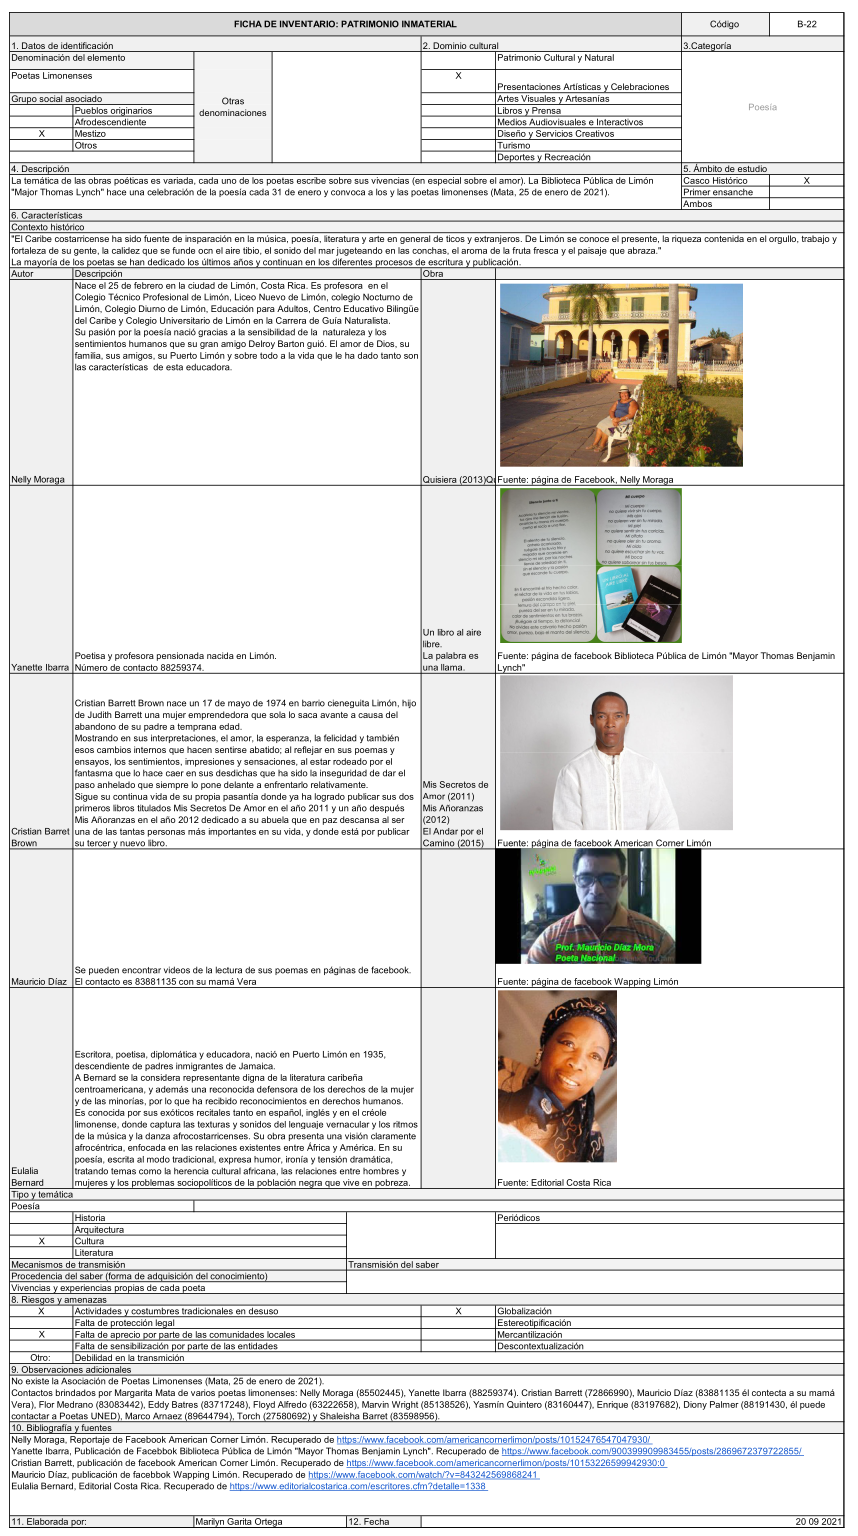 FICHA DE INVENTARIO: PATRIMONIO INMATERIAL
Código
B-22
1. Datos de identificación
2. Dominio cultural
3.Categoría
Denominación del elemento
Poetas Limonenses
Grupo social asociado
Pueblos originarios
Afrodescendiente
X
Mestizo
Otros
Otras
denominaciones
Patrimonio Cultural y Natural
X
Presentaciones Artísticas y Celebraciones
Artes Visuales y Artesanías
Libros y Prensa
Medios Audiovisuales e Interactivos
Diseño y Servicios Creativos
Turismo
Deportes y Recreación
Poesía
4. Descripción
La temática de las obras poéticas es variada, cada uno de los poetas escribe sobre sus vivencias (en especial sobre el amor). La Biblioteca Pública de Limón
"Major Thomas Lynch" hace una celebración de la poesía cada 31 de enero y convoca a los y las poetas limonenses (Mata, 25 de enero de 2021).
5. Ámbito de estudio
Casco Histórico
X
Primer ensanche
Ambos
6. Características
Contexto histórico
"El Caribe costarricense ha sido fuente de insparación en la música, poesía, literatura y arte en general de ticos y extranjeros. De Limón se conoce el presente, la riqueza contenida en el orgullo, trabajo y
fortaleza de su gente, la calidez que se funde ocn el aire tibio, el sonido del mar jugeteando en las conchas, el aroma de la fruta fresca y el paisaje que abraza."
La mayoría de los poetas se han dedicado los últimos años y continuan en los diferentes procesos de escritura y publicación.
Autor
Descripción
Obra
Nace el 25 de febrero en la ciudad de Limón, Costa Rica. Es profesora en el
Colegio Técnico Profesional de Limón, Liceo Nuevo de Limón, colegio Nocturno de
Limón, Colegio Diurno de Limón, Educación para Adultos, Centro Educativo Bilingüe
del Caribe y Colegio Universitario de Limón en la Carrera de Guía Naturalista.
Su pasión por la poesía nació gracias a la sensibilidad de la naturaleza y los
sentimientos humanos que su gran amigo Delroy Barton guió. El amor de Dios, su
familia, sus amigos, su Puerto Limón y sobre todo a la vida que le ha dado tanto son
las características de esta educadora.
Nelly Moraga
Quisiera (2013)
Fuente: página de Facebook, Nelly Moraga
Mi cuerpo
Yanette Ibarra
Poetisa y profesora pensionada nacida en Limón.
Número de contacto 88259374.
Un libro al aire
libre.
La palabra es
una llama.
Fuente: página de facebook Biblioteca Pública de Limón "Mayor Thomas Benjamin
Lynch"
Cristian Barrett Brown nace un 17 de mayo de 1974 en barrio cieneguita Limón, hijo
de Judith Barrett una mujer emprendedora que sola lo saca avante a causa del
abandono de su padre a temprana edad.
Mostrando en sus interpretaciones, el amor, la esperanza, la felicidad y también
esos cambios internos que hacen sentirse abatido; al reflejar en sus poemas y
ensayos, los sentimientos, impresiones y sensaciones, al estar rodeado por el
fantasma que lo hace caer en sus desdichas que ha sido la inseguridad de dar el
paso anhelado que siempre lo pone delante a enfrentarlo relativamente.
Sigue su continua vida de su propia pasantía donde ya ha logrado publicar sus dos
primeros libros titulados Mis Secretos De Amor en el año 2011 y un año después
Mis Añoranzas en el año 2012 dedicado a su abuela que en paz descansa al ser
una de las tantas personas más importantes en su vida, y donde está por publicar
su tercer y nuevo libro.
Cristian Barret
Brown
Mis Secretos de
Amor (2011)
Mis Añoranzas
(2012)
El Andar por el
Camino (2015)
Fuente: página de facebook American Corner Limón
Prof. Mauricio Díaz Mora
Poeta Nacional
Mauricio Díaz
Se pueden encontrar videos de la lectura de sus poemas en páginas de facebook.
El contacto es 83881135 con su mamá Vera
Fuente: página de facebook Wapping Limón
Escritora, poetisa, diplomática y educadora, nació en Puerto Limón en 1935,
descendiente de padres inmigrantes de Jamaica.
A Bernard se la considera representante digna de la literatura caribeña
centroamericana, y además una reconocida defensora de los derechos de la mujer
y de las minorías, por lo que ha recibido reconocimientos en derechos humanos.
Es conocida por sus exóticos recitales tanto en español, inglés y en el créole
limonense, donde captura las texturas y sonidos del lenguaje vernacular y los ritmos
de la música y la danza afrocostarricenses. Su obra presenta una visión claramente
afrocéntrica, enfocada en las relaciones existentes entre África y América. En su
poesía, escrita al modo tradicional, expresa humor, ironía y tensión dramática,
tratando temas como la herencia cultural africana, las relaciones entre hombres y
mujeres y los problemas sociopolíticos de la población negra que vive en pobreza.
Eulalia
Bernard
Fuente: Editorial Costa Rica
Tipo y temática
Poesía
Historia
Arquitectura
X
Cultura
Literatura
Periódicos
Mecanismos de transmisión
Transmisión del saber
Procedencia del saber (forma de adquisición del conocimiento)
Vivencias y experiencias propias de cada poeta
8. Riesgos y amenazas
X
Actividades y costumbres tradicionales en desuso
X
Globalización
Falta de protección legal
Estereotipificación
X
Falta de aprecio por parte de las comunidades locales
Mercantilización
Falta de sensibilización por parte de las entidades
Descontextualización
Otro:
Debilidad en la transmición
9. Observaciones adicionales
No existe la Asociación de Poetas Limonenses (Mata, 25 de enero de 2021).
Contactos brindados por Margarita Mata de varios poetas limonenses: Nelly Moraga (85502445), Yanette Ibarra (88259374). Cristian Barrett (72866990), Mauricio Díaz (83881135 él contecta a su mamá
Vera), Flor Medrano (83083442), Eddy Batres (83717248), Floyd Alfredo (63222658), Marvin Wright (85138526), Yasmín Quintero (83160447), Enrique (83197682), Diony Palmer (88191430, él puede
contactar a Poetas UNED), Marco Arnaez (89644794), Torch (27580692) y Shaleisha Barret (83598956).
10. Bibliografía y fuentes
Nelly Moraga, Reportaje de Facebook American Corner Limón. Recuperado de https://www.facebook.com/americancornerlimon/posts/10152476547047930/
Yanette Ibarra, Publicación de Facebbok Biblioteca Pública de Limón "Mayor Thomas Benjamin Lynch". Recuperado de https://www.facebook.com/900399909983455/posts/2869672379722855/
Cristian Barrett, publicación de facebook American Corner Limón. Recuperado de https://www.facebook.com/americancornerlimon/posts/10153226599942930:0
Mauricio Díaz, publicación de facebbok Wapping Limón. Recuperado de https://www.facebook.com/watch/?v=843242569868241
Eulalia Bernard, Editorial Costa Rica. Recuperado de https://www.editorialcostarica.com/escritores.cfm?detalle=1338
11. Elaborada por:
Marilyn Garita Ortega
12. Fecha
20 09 2021